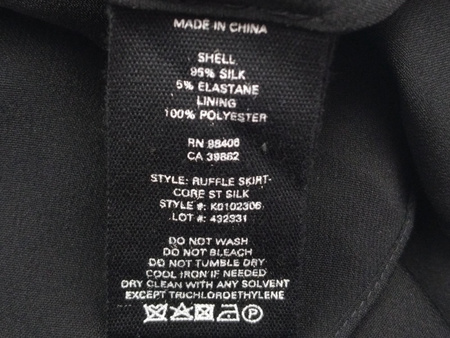 MADE IN CHINA
SHELL
95% SILK
5% ELASTANE
LINING
100% POLYESTER
RN 98406
CA 39882
STYLE: RUFFLE SKIRT-
CORE ST SILK
STYLE #: K0102306
LOT #: 432331
DO NOT WASH
DO NOT BLEACH
DO NOT TUMBLE DRY
COOL IRON IF NEEDED
DRY CLEAN WITH ANY SOLVENT
EXCEPT TRICHLOROETHYLENE
P